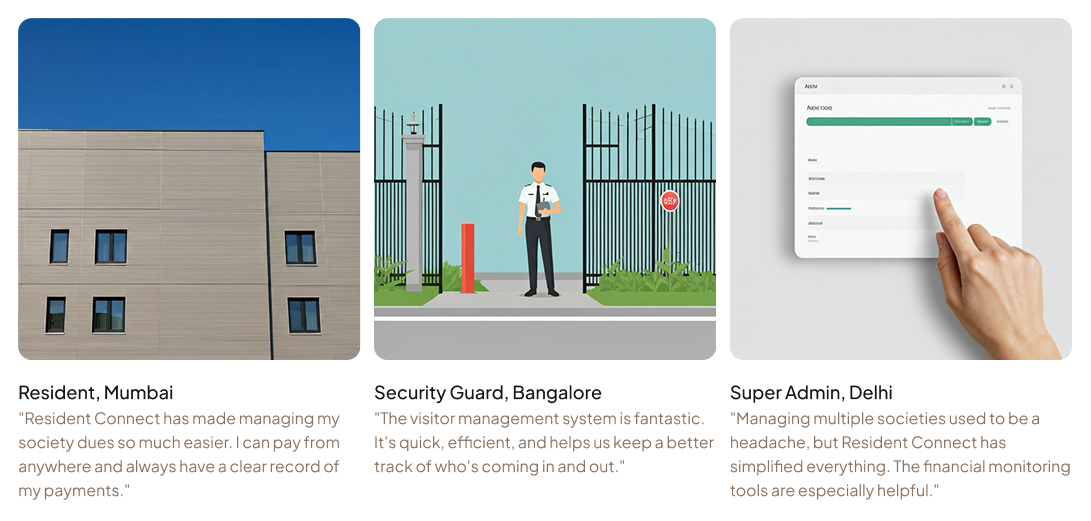 Resident, Mumbai
"Resident Connect has made managing my
society dues so much easier. I can pay from
anywhere and always have a clear record of
my payments."
Security Guard, Bangalore
"The visitor management system is fantastic.
It's quick, efficient, and helps us keep a better
track of who's coming in and out."
Super Admin, Delhi
"Managing multiple societies used to be a
headache, but Resident Connect has
simplified everything. The financial monitoring
tools are especially helpful."